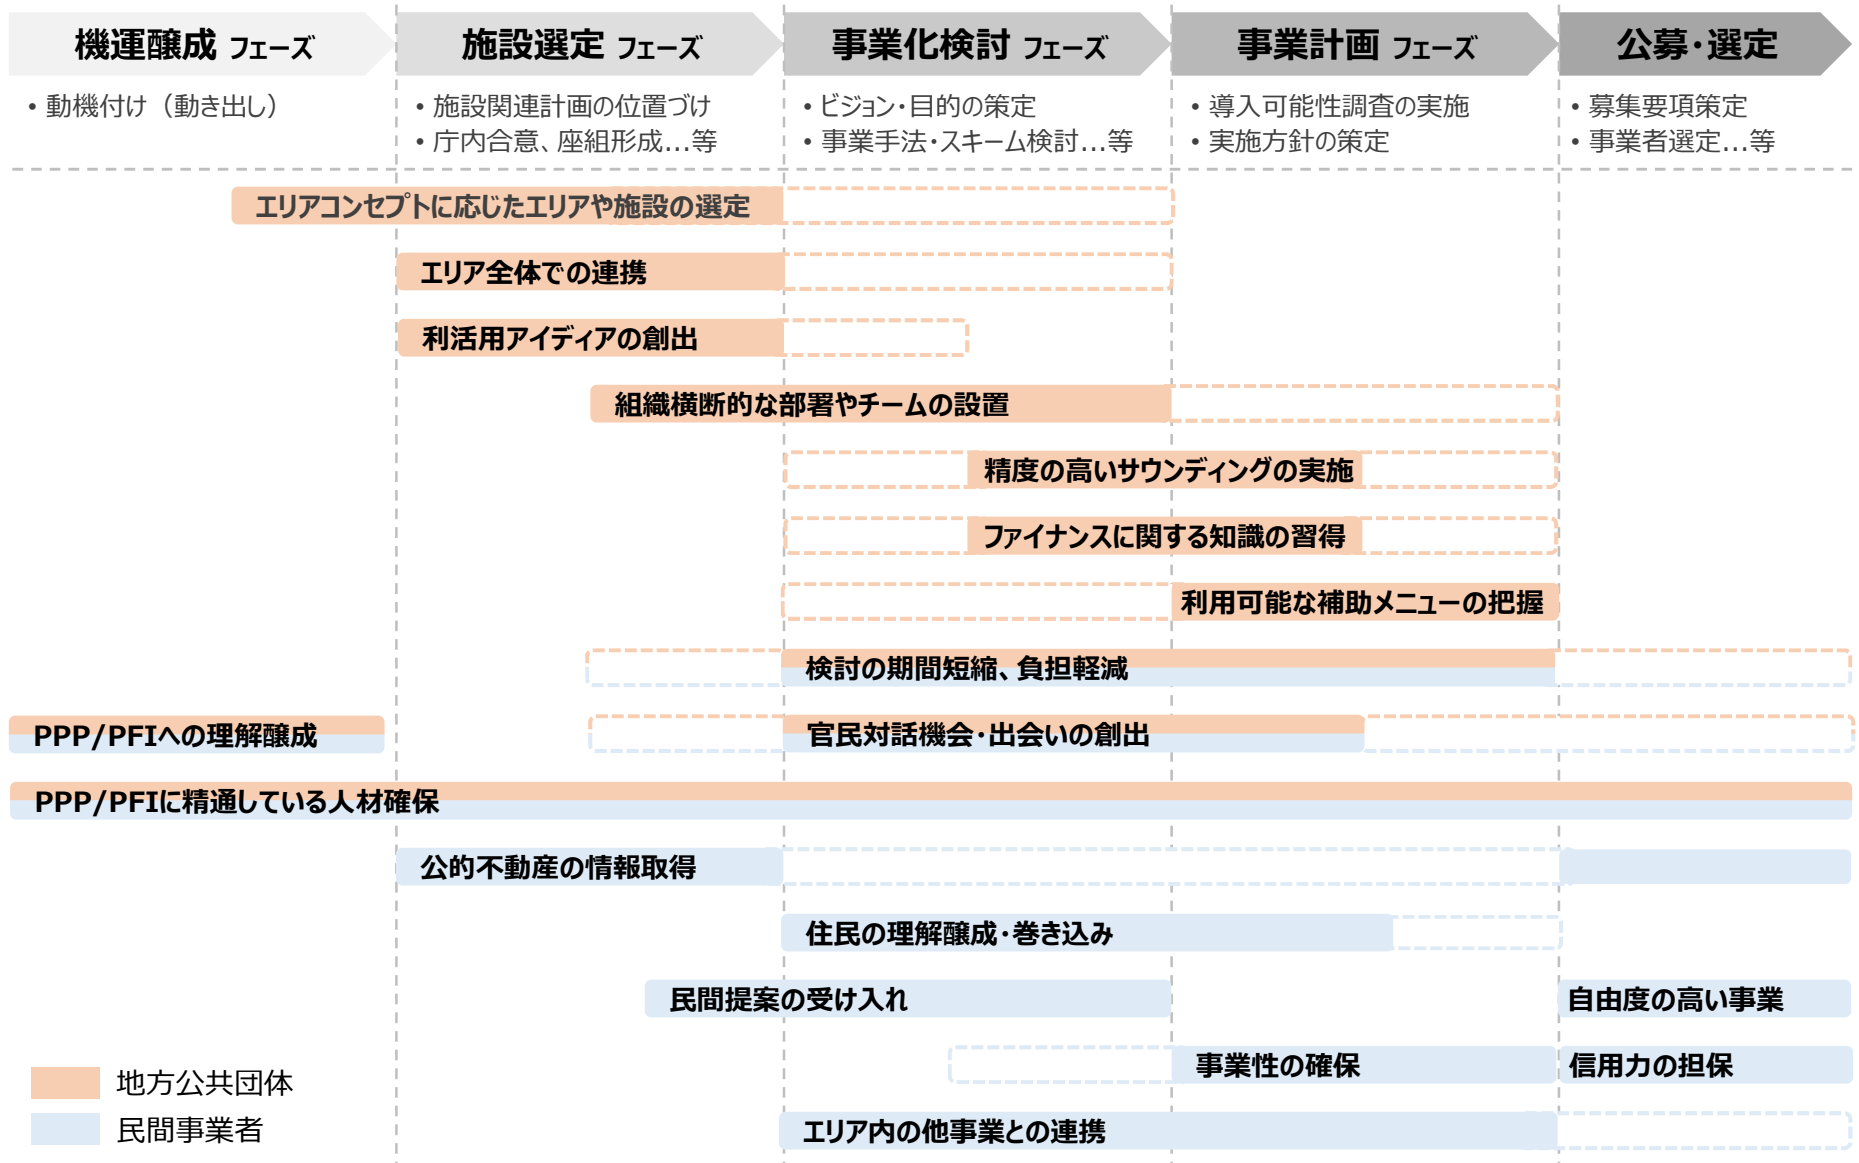 機運醸成 フェーズ
施設選定 フェーズ
事業化検討 フェーズ
事業計画 フェーズ
公募・選定
• 動機付け（動き出し）
• 施設関連計画の位置づけ
• 庁内合意、座組形成…等
• ビジョン・目的の策定
• 事業手法・スキーム検討…等
• 導入可能性調査の実施
• 実施方針の策定
• 募集要項策定
• 事業者選定…等
エリアコンセプトに応じたエリアや施設の選定
エリア全体での連携
利活用アイディアの創出
組織横断的な部署やチームの設置
精度の高いサウンディングの実施
ファイナンスに関する知識の習得
利用可能な補助メニューの把握
検討の期間短縮、負担軽減
PPP/PFIへの理解醸成
官民対話機会・出会いの創出
PPP/PFIに精通している人材確保
公的不動産の情報取得
住民の理解醸成・巻き込み
民間提案の受け入れ
自由度の高い事業
事業性の確保
信用力の担保
エリア内の他事業との連携
地方公共団体
民間事業者